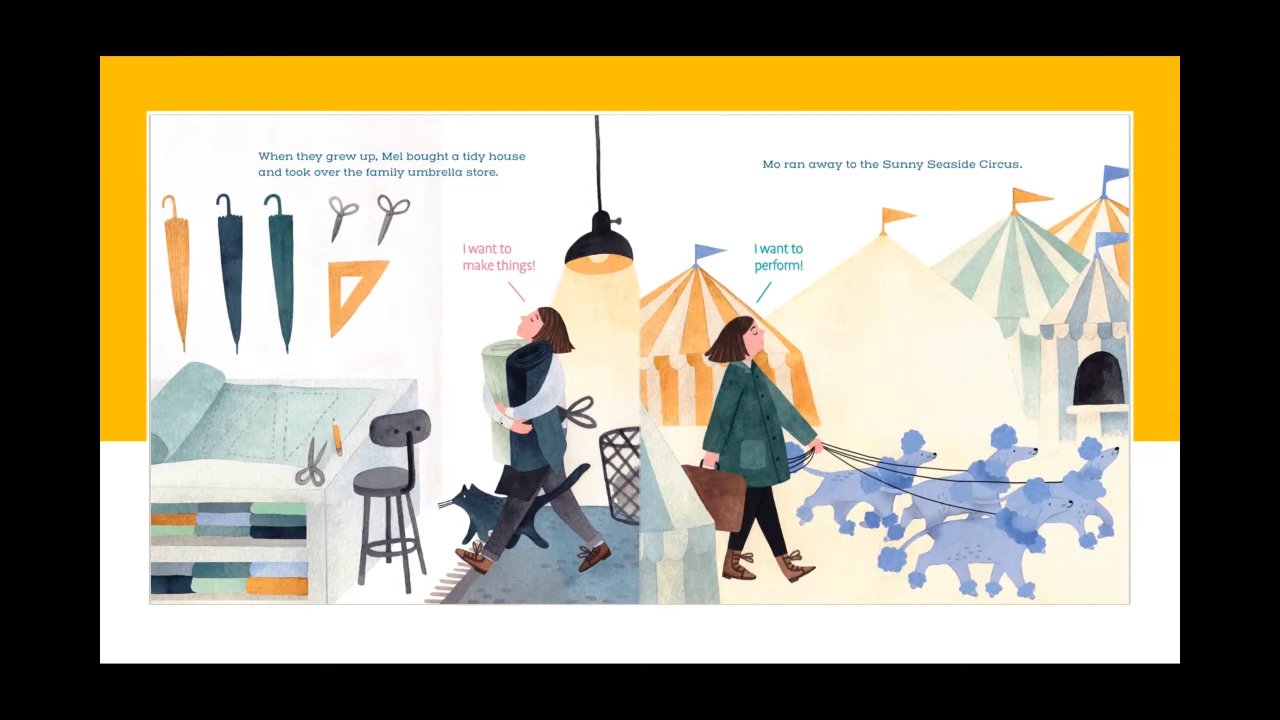 When they grew up, Mel bought a tidy house
and took over the family umbrella store.
I want to
make things!
Mo ran away to the Sunny Seaside Circus.
I want to
perform!